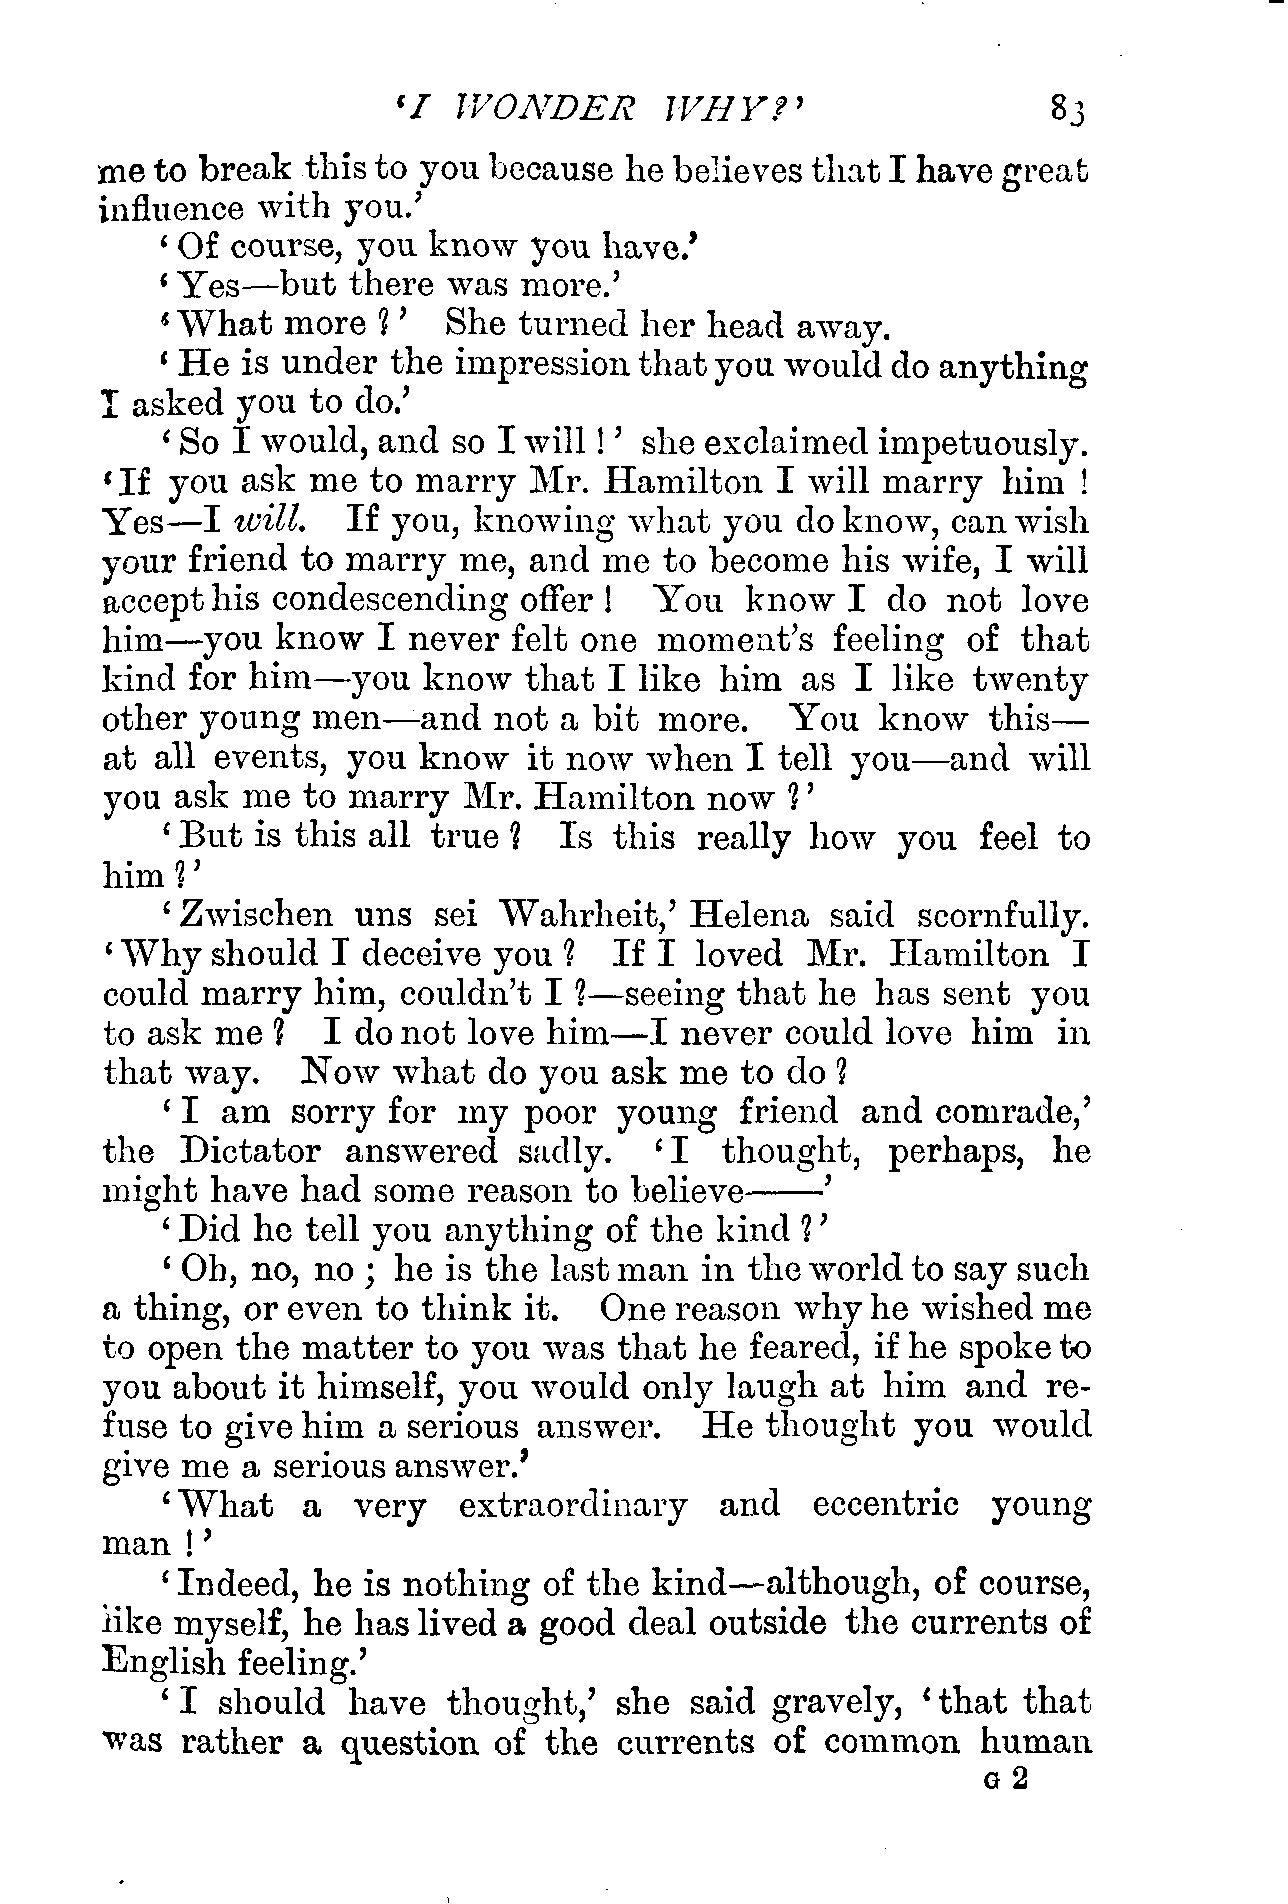 ‘I WONDER WHY?’ 83
me to break this to you because he believes that I have great
influence with you.’
‘Of course, you know you have.’
‘Yes—but there was more.’
‘What more?’ She turned her head away.
‘He is under the impression that you would do anything
I asked you to do.’
‘So I would, and so I will!’ she exclaimed impetuously.
‘If you ask me to marry Mr. Hamilton I will marry him!
Yes—I will. If you, knowing what you do know, can wish
your friend to marry me, and me to become his wife, I will
accept his condescending offer! You know I do not love
him—you know I never felt one moment’s feeling of that
kind for him—you know that I like him as I like twenty
other young men—and not a bit more. You know this—
at all events, you know it now when I tell you—and will
you ask me to marry Mr. Hamilton now?’
‘But is this all true? Is this really how you feel to
him?’
‘Zwischen uns sei Wahrheit,’ Helena said scornfully.
‘Why should I deceive you? If I loved Mr. Hamilton I
could marry him, couldn’t I?—seeing that he has sent you
to ask me? I do not love him—I never could love him in
that way. Now what do you ask me to do?
‘I am sorry for my poor young friend and comrade,’
the Dictator answered sadly. ‘I thought, perhaps, he
might have had some reason to believe——’
‘Did he tell you anything of the kind?’
‘Oh, no, no; he is the last man in the world to say such
a thing, or even to think it. One reason why he wished me
to open the matter to you was that he feared, if he spoke to
you about it himself, you would only laugh at him and re-
fuse to give him a serious answer. He thought you would
give me a serious answer.’
‘What a very extraordinary and eccentric young
man!’
‘Indeed, he is nothing of the kind—although, of course,
like myself, he has lived a good deal outside the currents of
English feeling.’
‘I should have thought,’ she said gravely, ‘that that
was rather a question of the currents of common human
G 2